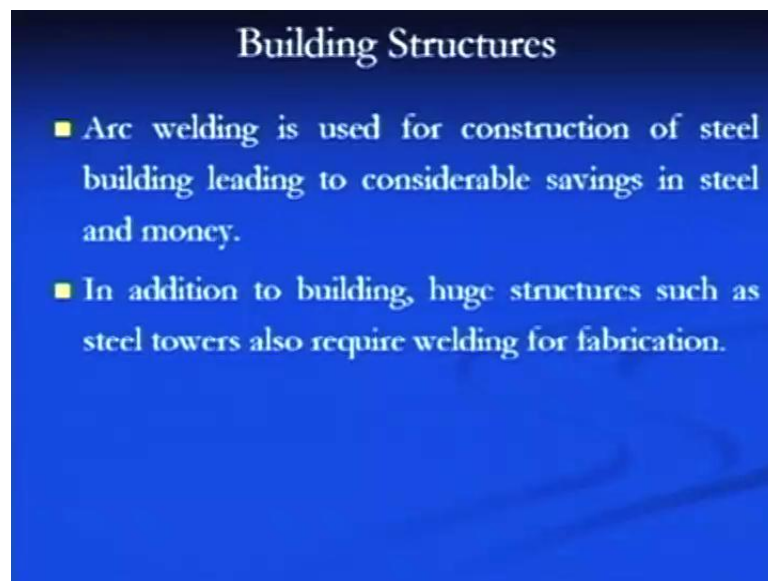 Building Structures
Arc welding is used for construction of steel
building leading to considerable savings in steel
and money.
In addition to building, huge structures such as
steel towers also require welding for fabrication.